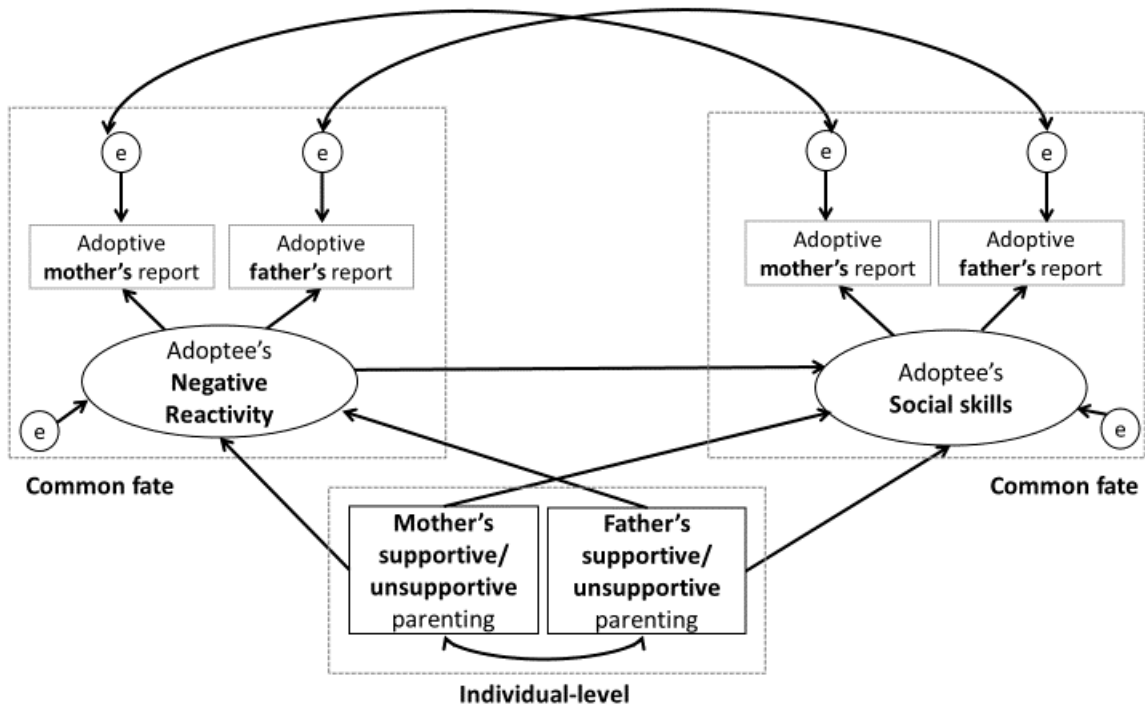 e
e
e
e
Adoptive
mother's report
Adoptive
father's report
Adoptive
mother's report
Adoptive
father's report
Adoptee's
Negative
Reactivity
Adoptee's
Social skills
e
e
Common fate
Common fate
Mother's
supportive/
unsupportive
parenting
Father's
supportive/
unsupportive
parenting
Individual-level